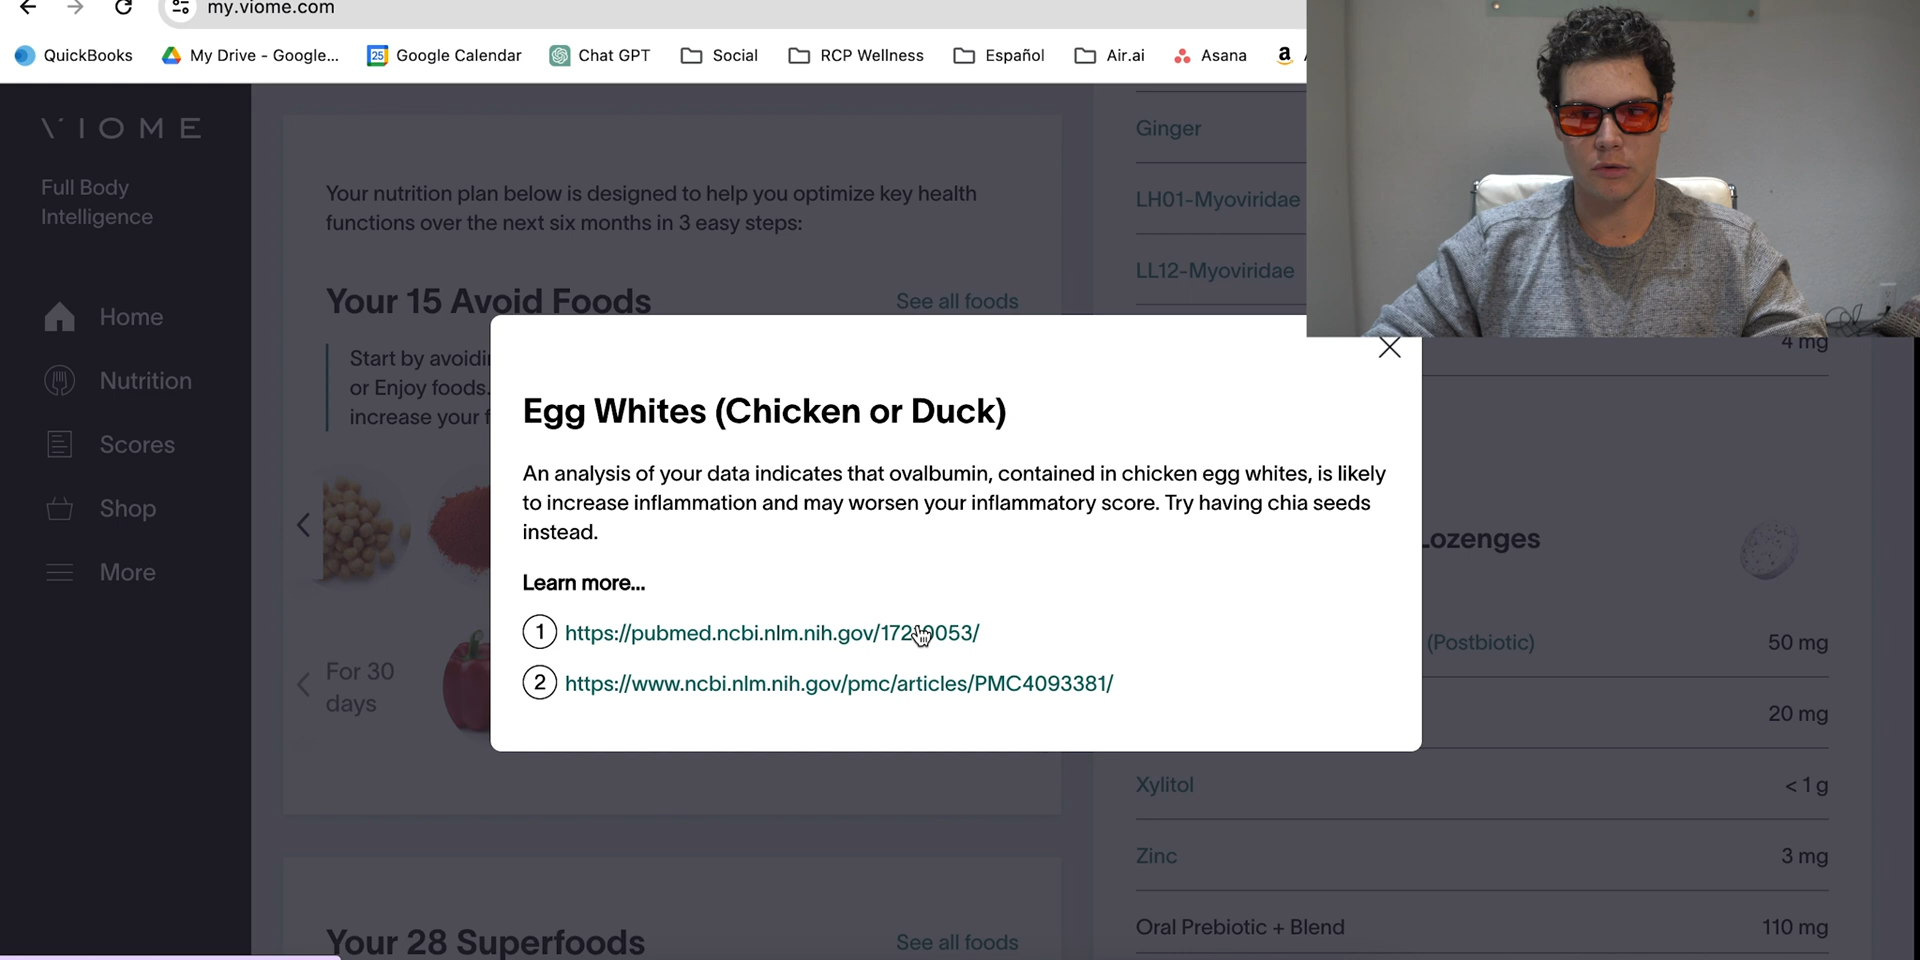 my.viome.com
QuickBooks
My Drive - Google...
25
Google Calendar
Chat GPT
Social
RCP Wellness
Español
Air.ai
Asana
a
VIOME
Full Body
Intelligence
Home
Nutrition
Scores
Shop
More
Your nutrition plan below is designed to help you optimize key health
functions over the next six months in 3 easy steps:
Your 15 Avoid Foods
See all foods
Start by avoidi
or Enjoy foods.
increase your f
For 30
days
Egg Whites (Chicken or Duck)
An analysis of your data indicates that ovalbumin, contained in chicken egg whites, is likely
to increase inflammation and may worsen your inflammatory score. Try having chia seeds
instead.
Learn more...
1 
2 https://www.ncbi.nlm.nih.gov/pmc/articles/PMC4093381/
Your 28 Superfoods
See all foods
Ginger
LH01-Myoviridae
LL12-Myoviridae
4 mg
Lozenges
(Postbiotic) 50 mg
20 mg
Xylitol < 1 g
Zinc 3 mg
Oral Prebiotic + Blend 110 mg